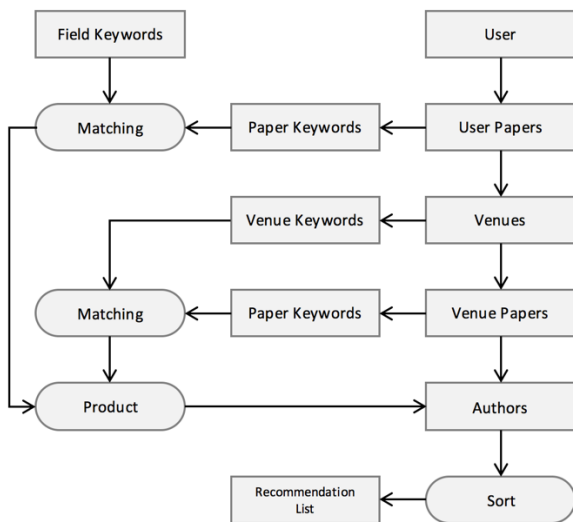 Field Keywords
User
Matching
Paper Keywords
User Papers
Venue Keywords
Venues
Matching
Paper Keywords
Venue Papers
Product
Authors
Recommendation
List
Sort